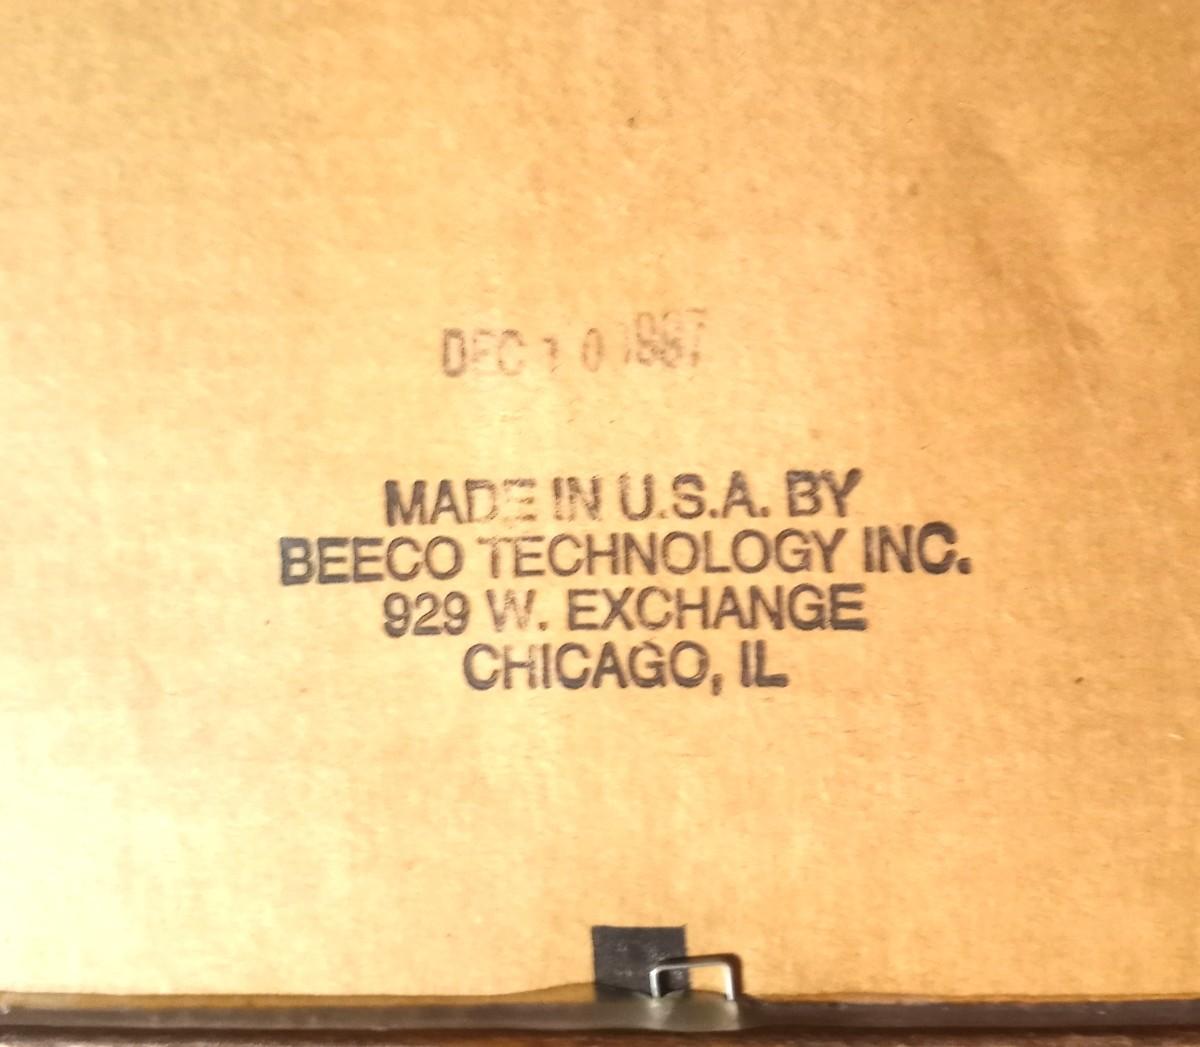 DEC 10 1987
MADE IN U.S.A. BY
BEECO TECHNOLOGY INC.
929 W. EXCHANGE
CHICAGO, IL